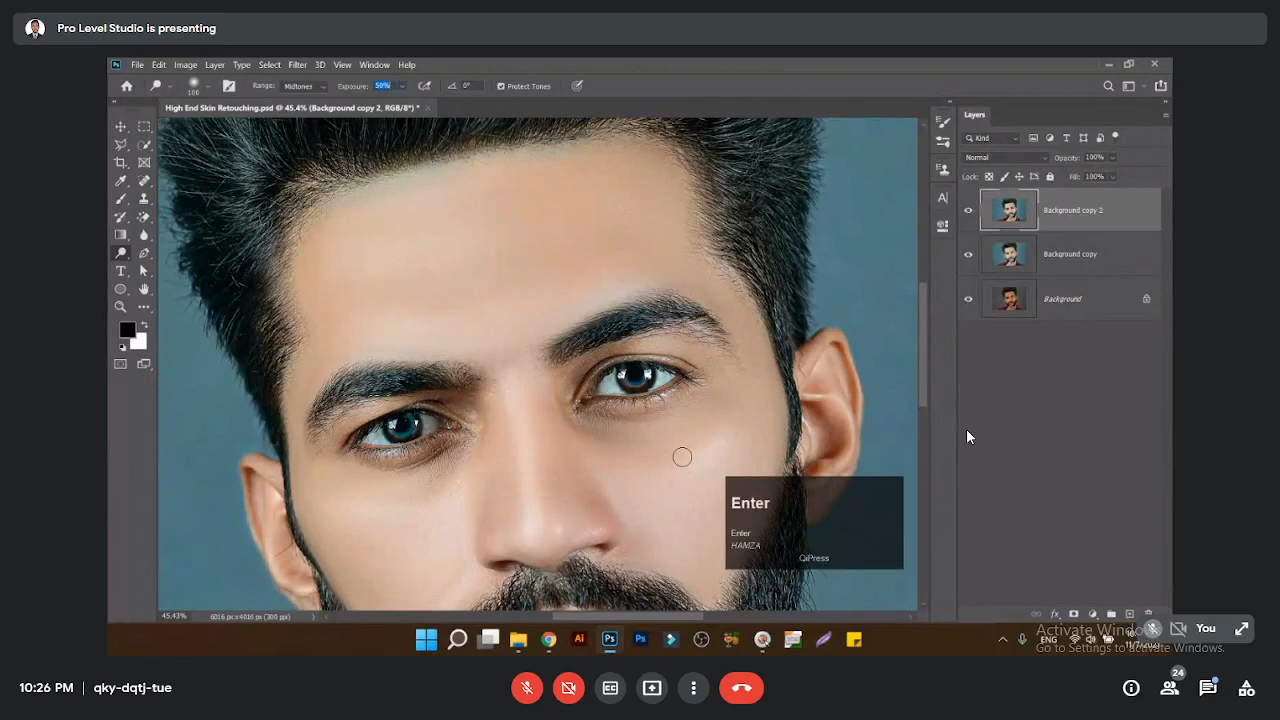 Pro Level Studio is presenting
File Edit Image Layer Type Select Filter 3D View Window Help
100 Range: Midtones Exposure: 50% 0° Protect Tones
High End Skin Retouching.psd @ 45.4% (Background copy 2, RGB/8*) *
Layers
Kind
Normal Opacity: 100%
Lock: Fill: 100%
Background copy 2
Background copy
Background
Enter
Enter
HAMZA
QiPress
45.43% 6016 px x 4016 px (300 ppi)
ENG
Activate Windows
Go to Settings to activate Windows.
You
10:26 PM | qky-dqtj-tue
24